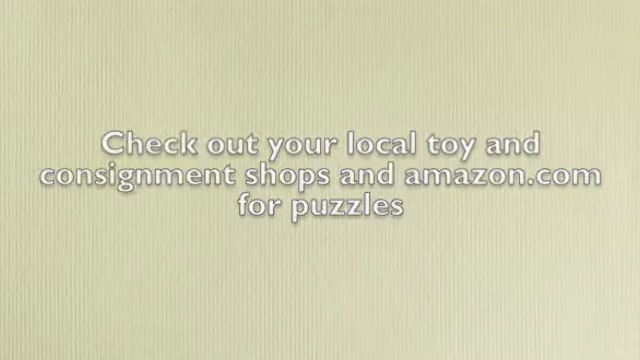 Check out your local toy and
consignment shops and amazon.com
for puzzles